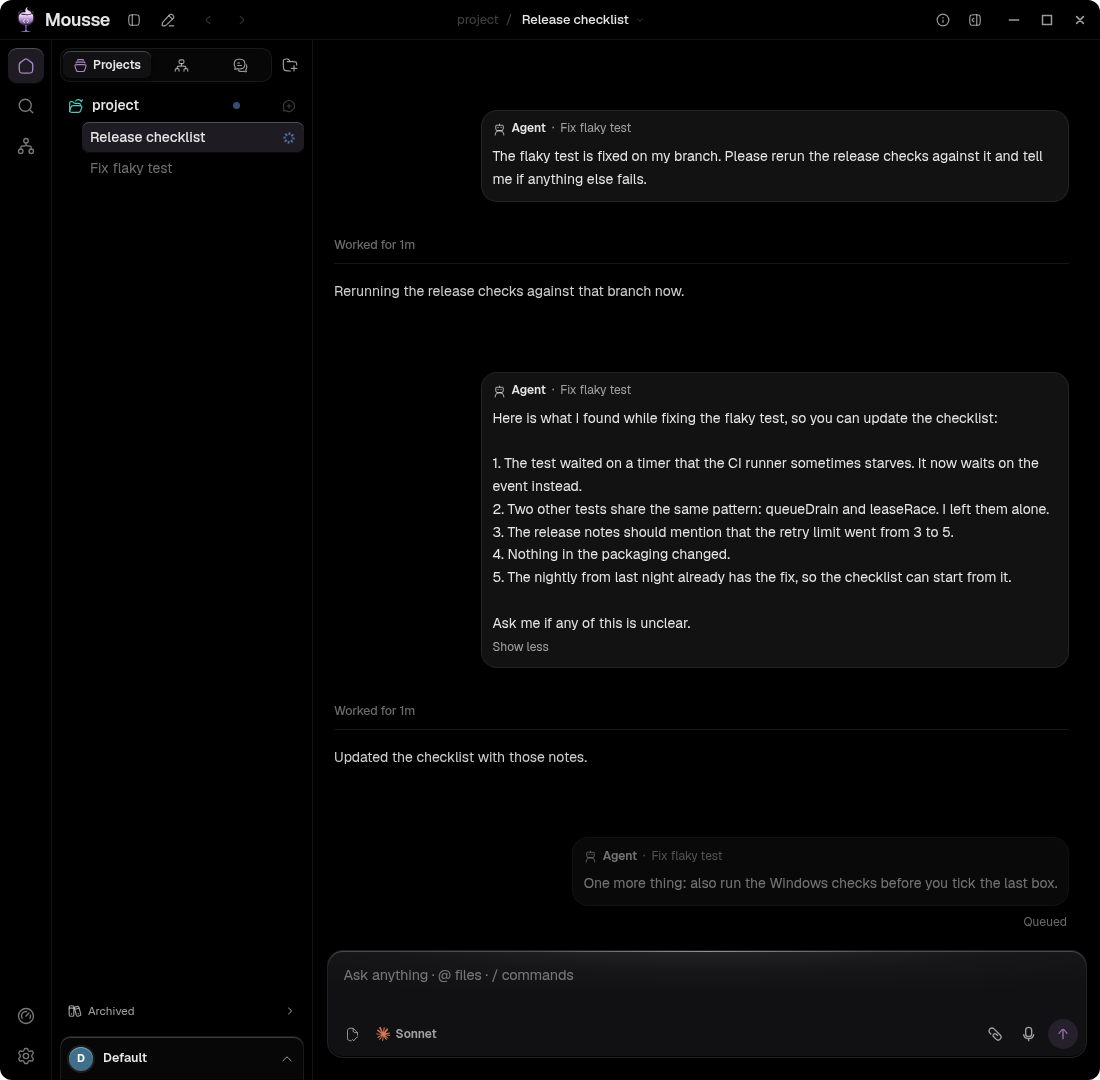 Mousse
project / Release checklist
Projects
project
Release checklist
Fix flaky test
Agent · Fix flaky test
The flaky test is fixed on my branch. Please rerun the release checks against it and tell
me if anything else fails.
Worked for 1m
Rerunning the release checks against that branch now.
Agent · Fix flaky test
Here is what I found while fixing the flaky test, so you can update the checklist:
1. The test waited on a timer that the CI runner sometimes starves. It now waits on the
event instead.
2. Two other tests share the same pattern: queueDrain and leaseRace. I left them alone.
3. The release notes should mention that the retry limit went from 3 to 5.
4. Nothing in the packaging changed.
5. The nightly from last night already has the fix, so the checklist can start from it.
Ask me if any of this is unclear.
Show less
Worked for 1m
Updated the checklist with those notes.
Agent · Fix flaky test
One more thing: also run the Windows checks before you tick the last box.
Queued
Ask anything · @ files · / commands
Sonnet
Archived
D
Default